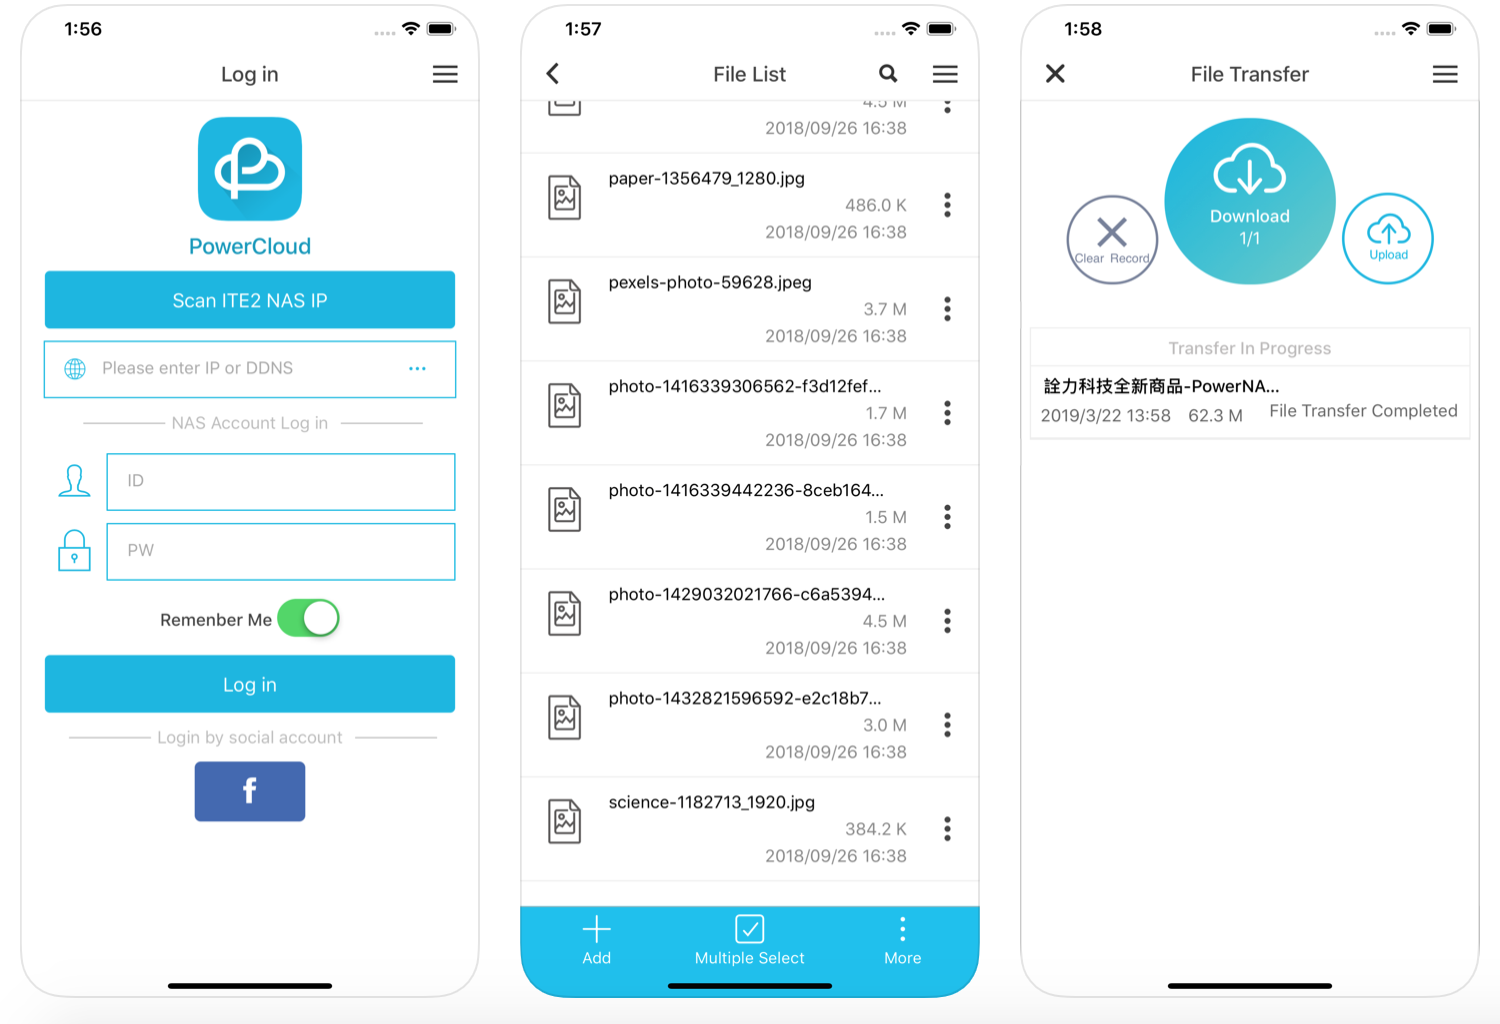 1:56
Log in
PowerCloud
Scan ITE2 NAS IP
Please enter IP or DDNS
NAS Account Log in
ID
PW
Remenber Me
Log in
Login by social account
f
1:57
File List
4.5 M
2018/09/26 16:38
paper-1356479_1280.jpg
486.0 K
2018/09/26 16:38
pexels-photo-59628.jpeg
3.7 M
2018/09/26 16:38
photo-1416339306562-f3d12fef...
1.7 M
2018/09/26 16:38
photo-1416339442236-8ceb164...
1.5 M
2018/09/26 16:38
photo-1429032021766-c6a5394...
4.5 M
2018/09/26 16:38
photo-1432821596592-e2c18b7...
3.0 M
2018/09/26 16:38
science-1182713_1920.jpg
384.2 K
2018/09/26 16:38
Add
Multiple Select
More
1:58
File Transfer
Clear Record
Download
1/1
Upload
Transfer In Progress
詮力科技全新商品-PowerNA...
2019/3/22 13:58 62.3 M File Transfer Completed